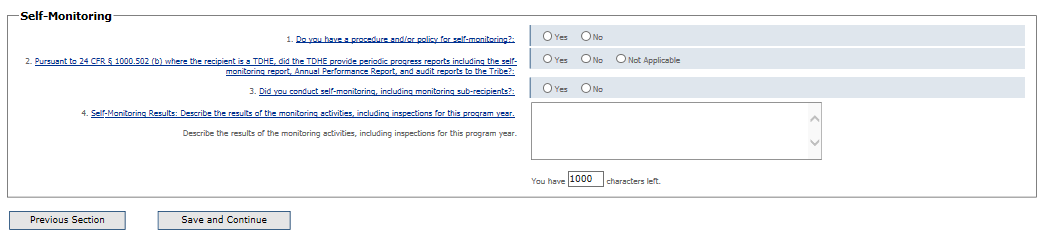 Self-Monitoring
1. Do you have a procedure and/or policy for self-monitoring?:
Yes No
2. Pursuant to 24 CFR § 1000.502 (b) where the recipient is a TDHE, did the TDHE provide periodic progress reports including the self-
monitoring report, Annual Performance Report, and audit reports to the Tribe?:
Yes No Not Applicable
3. Did you conduct self-monitoring, including monitoring sub-recipients?:
Yes No
4. Self-Monitoring Results: Describe the results of the monitoring activities, including inspections for this program year.
Describe the results of the monitoring activities, including inspections for this program year.
You have 1000 characters left.
Previous Section Save and Continue